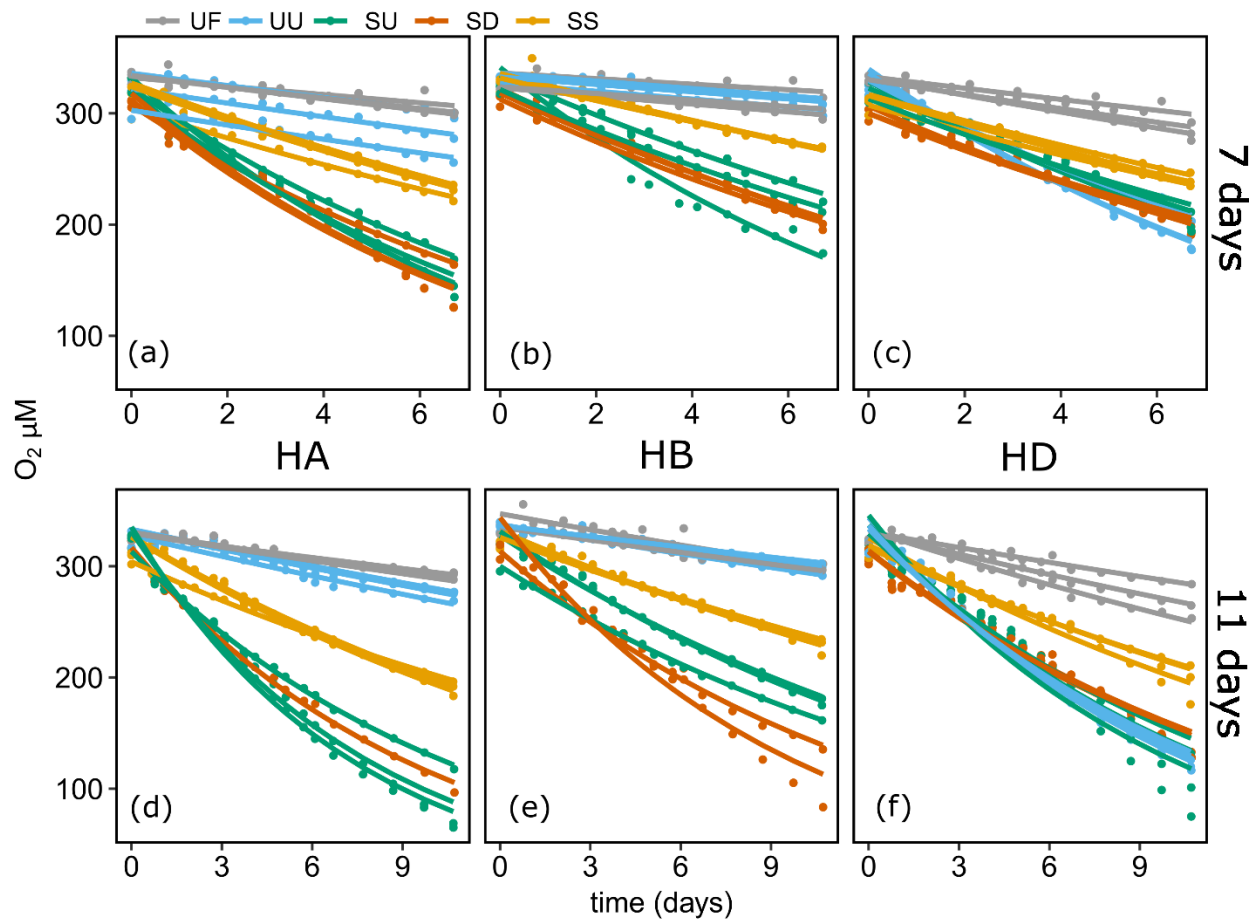 UF UU SU SD SS
300
200
100
(a) (b) (c)
0 2 4 6 0 2 4 6 0 2 4 6
7 days
HA HB HD
O₂ µM
300
200
100
(d) (e) (f)
0 3 6 9 0 3 6 9 0 3 6 9
11 days
time (days)